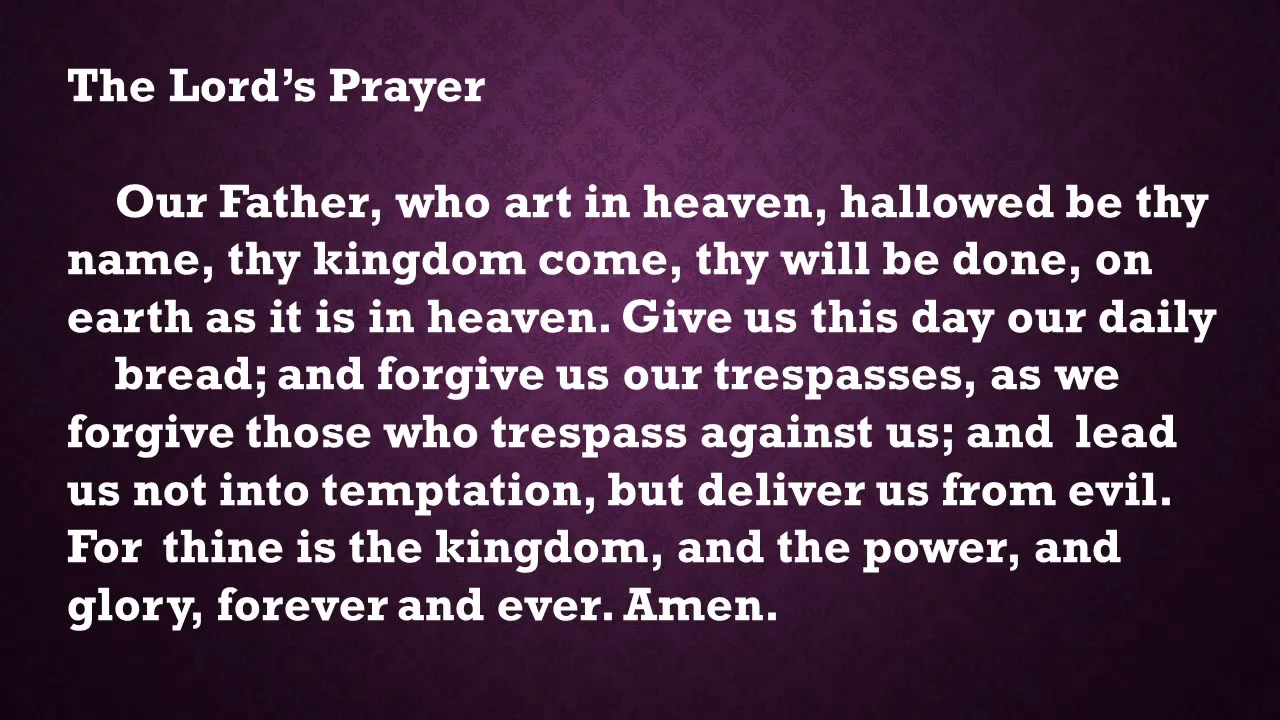 The Lord’s Prayer
Our Father, who art in heaven, hallowed be thy
name, thy kingdom come, thy will be done, on
earth as it is in heaven. Give us this day our daily
bread; and forgive us our trespasses, as we
forgive those who trespass against us; and  lead
us not into temptation, but deliver us from evil.
For  thine is the kingdom, and the power, and
glory, forever and ever. Amen.